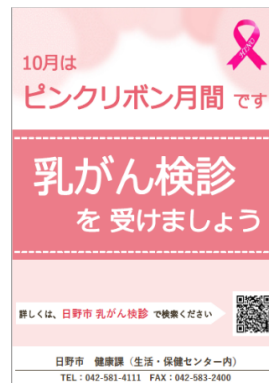 HINO
10月は
ピンクリボン月間 です
乳がん検診
を 受けましょう
詳しくは、日野市 乳がん検診 で検索ください
日野市 健康課（生活・保健センター内）
TEL：042-581-4111 FAX：042-583-2400